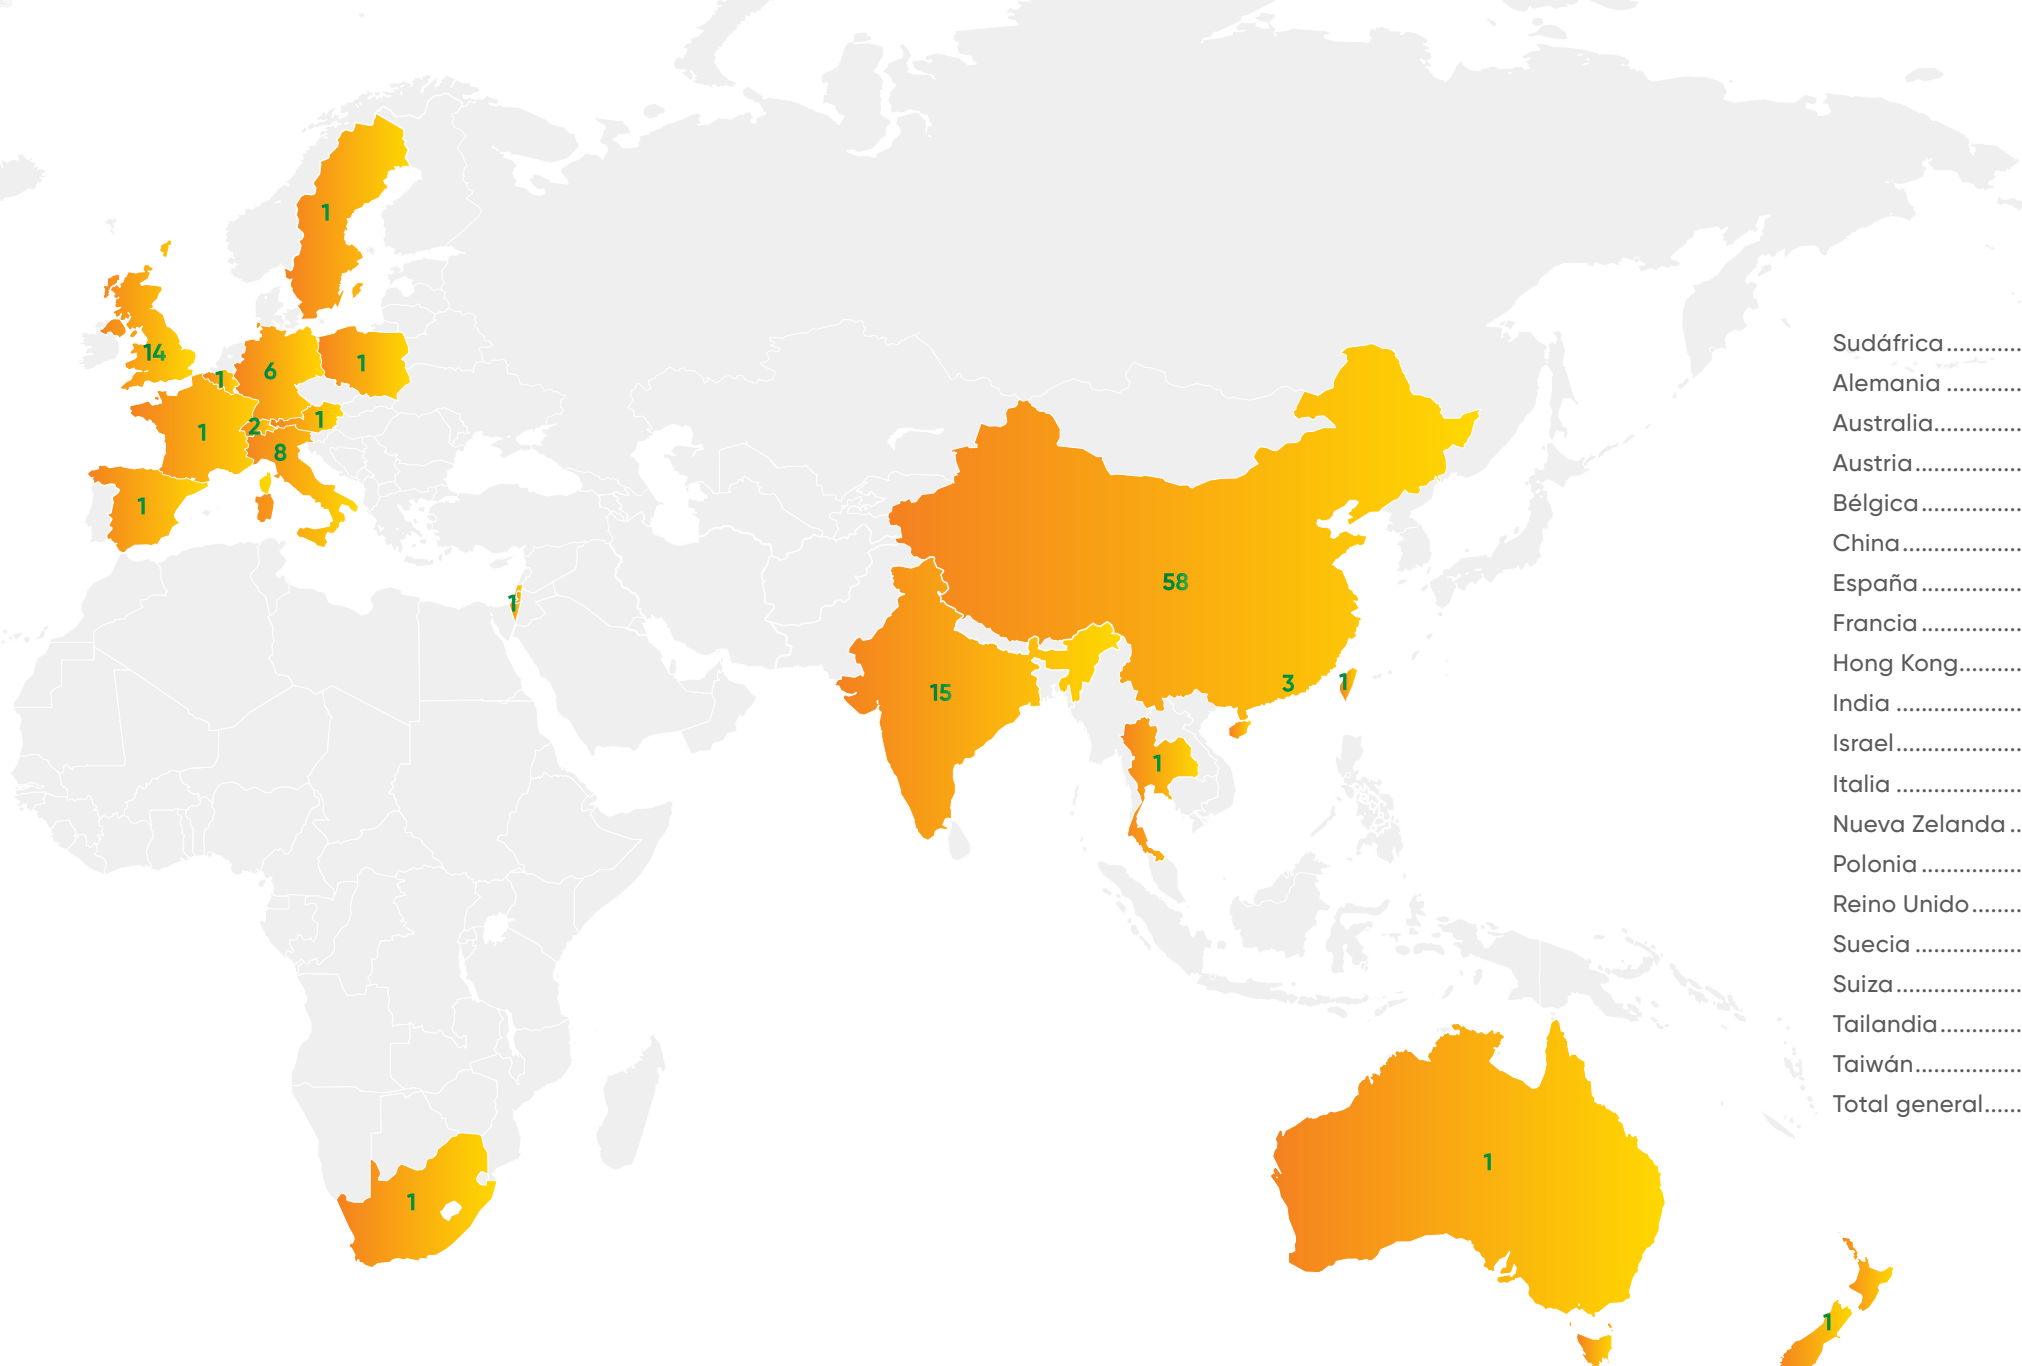 1
14
1
6
1
1
2
1
8
1
1
58
15
3
1
1
1
1
1
Sudáfrica............
Alemania ............
Australia..............
Austria.................
Bélgica................
China...................
España................
Francia................
Hong Kong..........
India ....................
Israel....................
Italia ....................
Nueva Zelanda..
Polonia................
Reino Unido........
Suecia.................
Suiza....................
Tailandia.............
Taiwán.................
Total general......